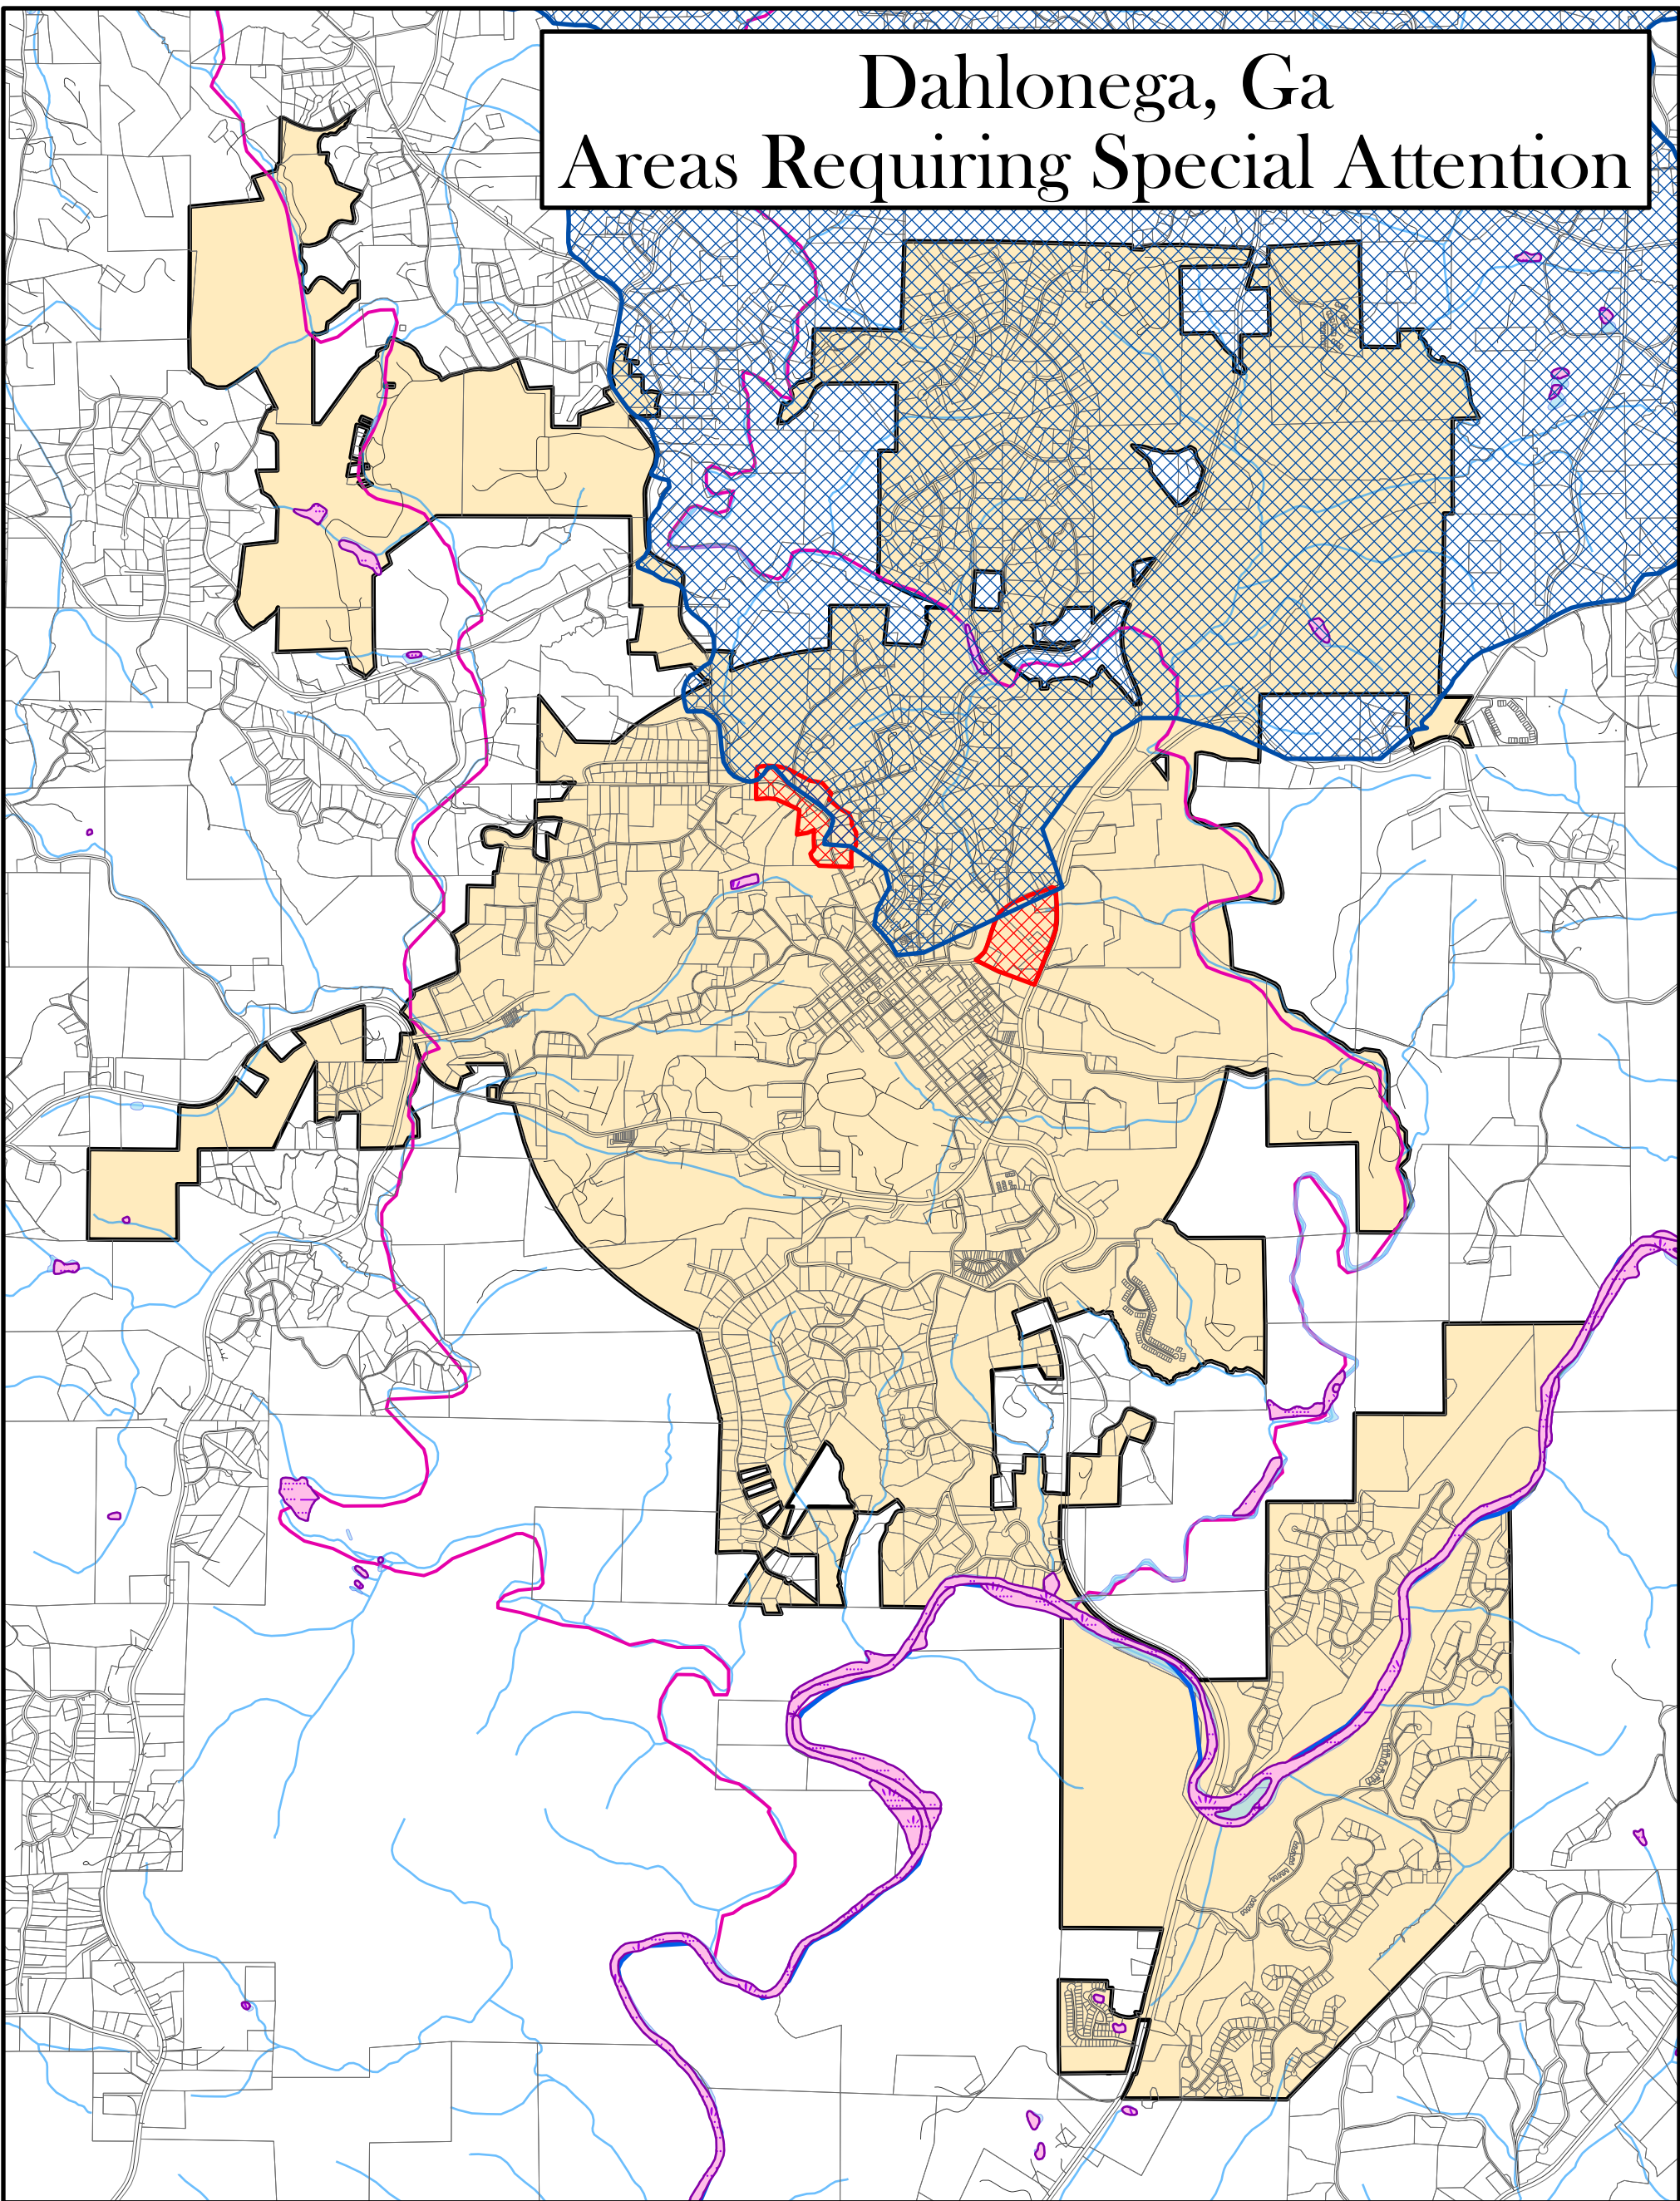 Dahlonega, Ga
Areas Requiring Special Attention